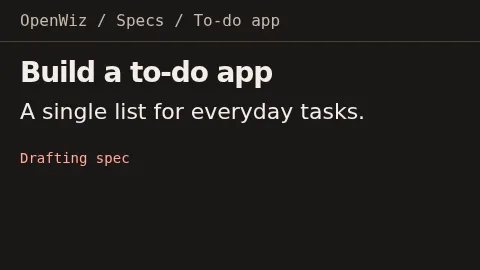 OpenWiz / Specs / To-do app
Build a to-do app
A single list for everyday tasks.
Drafting spec